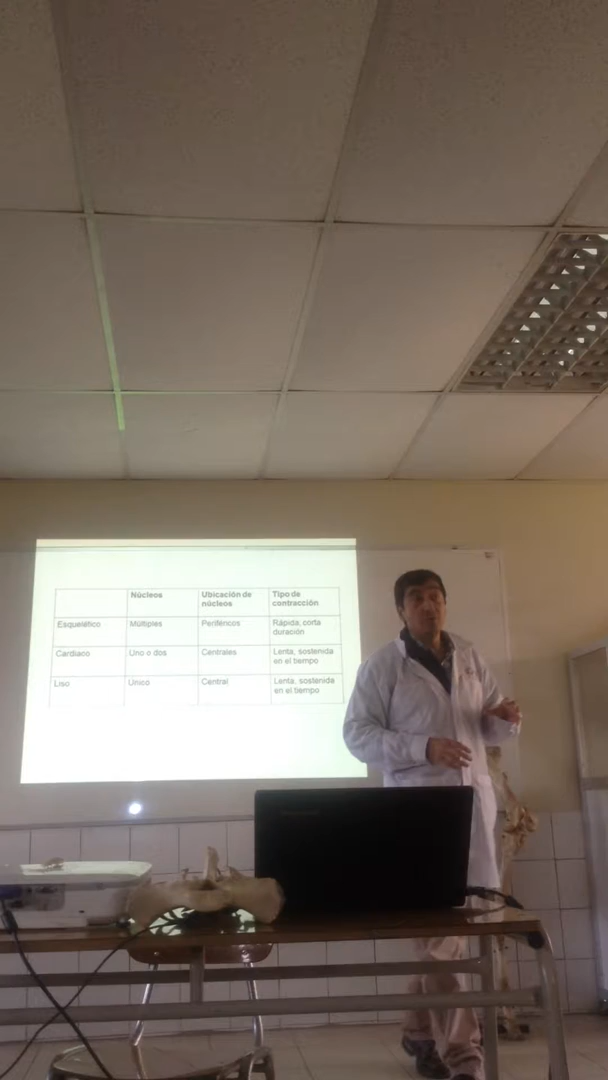 Núcleos Ubicación de Tipo de
núcleos contracción
Esquelético Múltiples Periféricos Rápida, corta
duración
Cardiaco Uno o dos Centrales Lenta, sostenida
en el tiempo
Liso Único Central Lenta, sostenida
en el tiempo